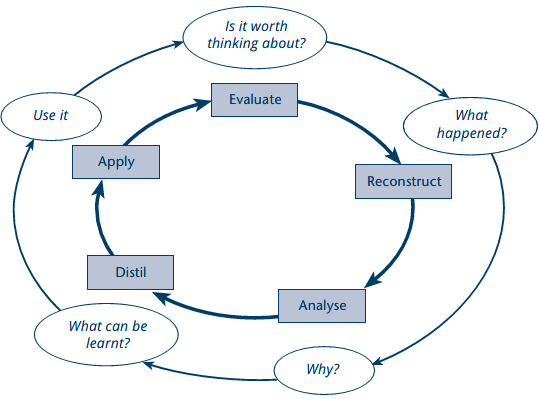 Is it worth
thinking about?
Evaluate
Use it
What
happened?
Apply
Reconstruct
Distil
Analyse
What can be
learnt?
Why?